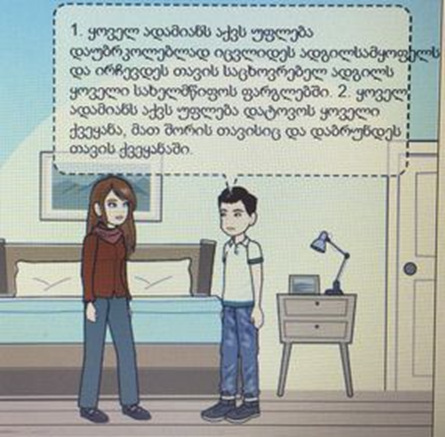 1. ყოველ ადამიანს აქვს უფლება
დაუბრკოლებლად იცვლიდეს ადგილსამყოფელს
და ირჩევდეს თავის საცხოვრებელ ადგილს
ყოველი სახელმწიფოს ფარგლებში. 2. ყოველ
ადამიანს აქვს უფლება დატოვოს ყოველი
ქვეყანა, მათ შორის თავისიც და დაბრუნდეს
თავის ქვეყანაში.